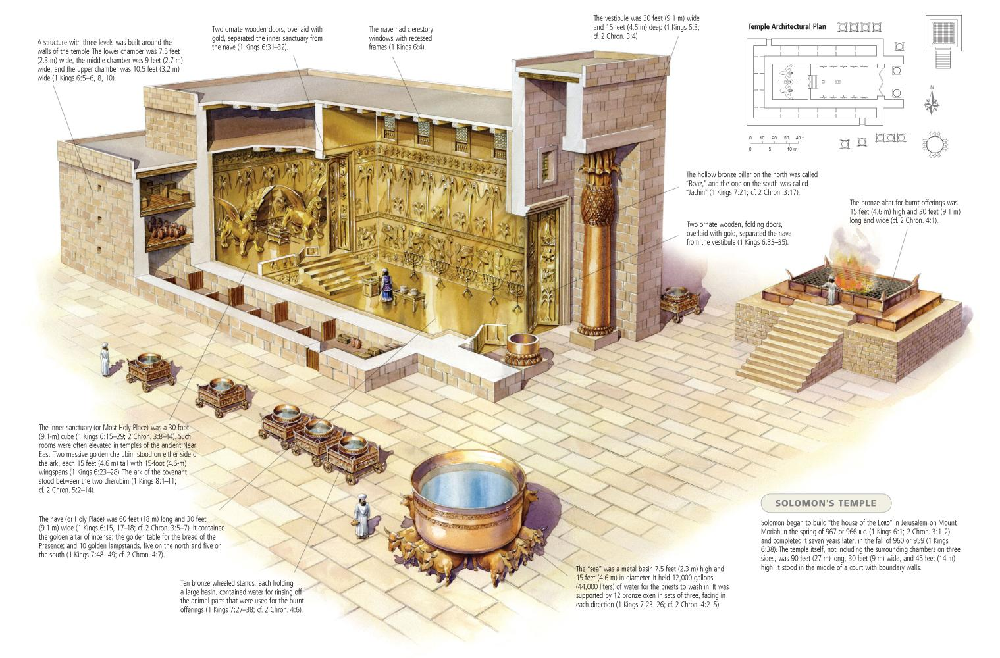 A structure with three levels was built around the
walls of the temple. The lower chamber was 7.5 feet
(2.3 m) wide, the middle chamber was 9 feet (2.7 m)
wide, and the upper chamber was 10.5 feet (3.2 m)
wide (1 Kings 6:5–6, 8, 10).
Two ornate wooden doors, overlaid with
gold, separated the inner sanctuary from
the nave (1 Kings 6:31–32).
The nave had clerestory
windows with recessed
frames (1 Kings 6:4).
The vestibule was 30 feet (9.1 m) wide
and 15 feet (4.6 m) deep (1 Kings 6:3;
cf. 2 Chron. 3:4)
Temple Architectural Plan
N
0 10 20 30 40 ft
0 5 10 m
The hollow bronze pillar on the north was called
“Boaz,” and the one on the south was called
“Jachin” (1 Kings 7:21; cf. 2 Chron. 3:17).
The bronze altar for burnt offerings was
15 feet (4.6 m) high and 30 feet (9.1 m)
long and wide (cf. 2 Chron. 4:1).
Two ornate wooden, folding doors,
overlaid with gold, separated the nave
from the vestibule (1 Kings 6:33–35).
The inner sanctuary (or Most Holy Place) was a 30-foot
(9.1-m) cube (1 Kings 6:15–29; 2 Chron. 3:8–14). Such
rooms were often elevated in temples of the ancient Near
East. Two massive golden cherubim stood on either side of
the ark, each 15 feet (4.6 m) tall with 15-foot (4.6-m)
wingspans (1 Kings 6:23–28). The ark of the covenant
stood between the two cherubim (1 Kings 8:1–11;
cf. 2 Chron. 5:2–14).
The nave (or Holy Place) was 60 feet (18 m) long and 30 feet
(9.1 m) wide (1 Kings 6:15, 17–18; cf. 2 Chron. 3:5–7). It contained
the golden altar of incense; the golden table for the bread of the
Presence; and 10 golden lampstands, five on the north and five on
the south (1 Kings 7:48–49; cf. 2 Chron. 4:7).
Ten bronze wheeled stands, each holding
a large basin, contained water for rinsing off
the animal parts that were used for the burnt
offerings (1 Kings 7:27–38; cf. 2 Chron. 4:6).
The “sea” was a metal basin 7.5 feet (2.3 m) high and
15 feet (4.6 m) in diameter. It held 12,000 gallons
(44,000 liters) of water for the priests to wash in. It was
supported by 12 bronze oxen in sets of three, facing in
each direction (1 Kings 7:23–26; cf. 2 Chron. 4:2–5).
SOLOMON'S TEMPLE
Solomon began to build “the house of the LORD” in Jerusalem on Mount
Moriah in the spring of 967 or 966 B.C. (1 Kings 6:1; 2 Chron. 3:1–2)
and completed it seven years later, in the fall of 960 or 959 (1 Kings
6:38). The temple itself, not including the surrounding chambers on three
sides, was 90 feet (27 m) long, 30 feet (9 m) wide, and 45 feet (14 m)
high. It stood in the middle of a court with boundary walls.